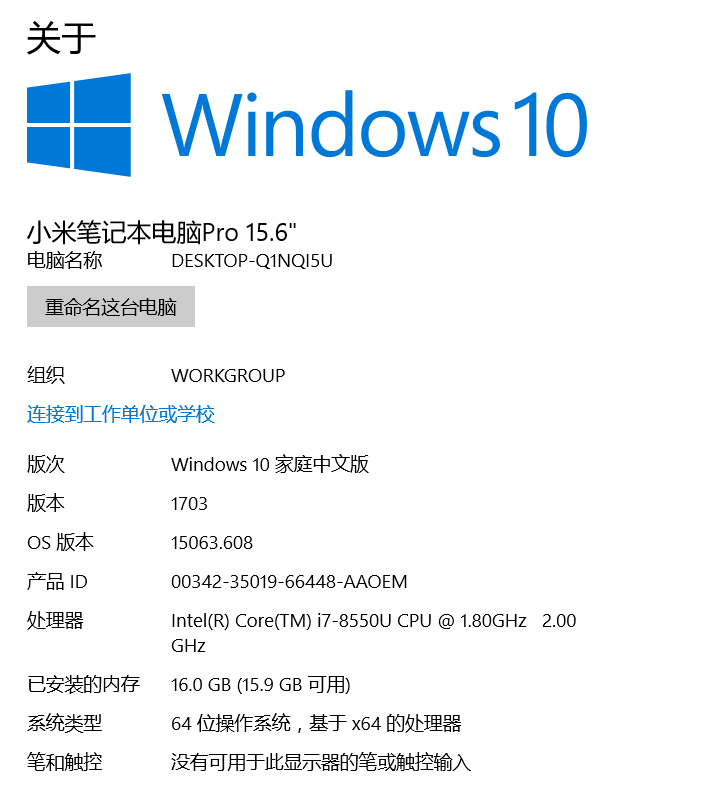 关于
Windows 10
小米笔记本电脑Pro 15.6"
电脑名称 DESKTOP-Q1NQI5U
重命名这台电脑
组织 WORKGROUP
连接到工作单位或学校
版次 Windows 10 家庭中文版
版本 1703
OS 版本 15063.608
产品 ID 00342-35019-66448-AAOEM
处理器 Intel(R) Core(TM) i7-8550U CPU @ 1.80GHz 2.00
GHz
已安装的内存 16.0 GB (15.9 GB 可用)
系统类型 64 位操作系统，基于 x64 的处理器
笔和触控 没有可用于此显示器的笔或触控输入